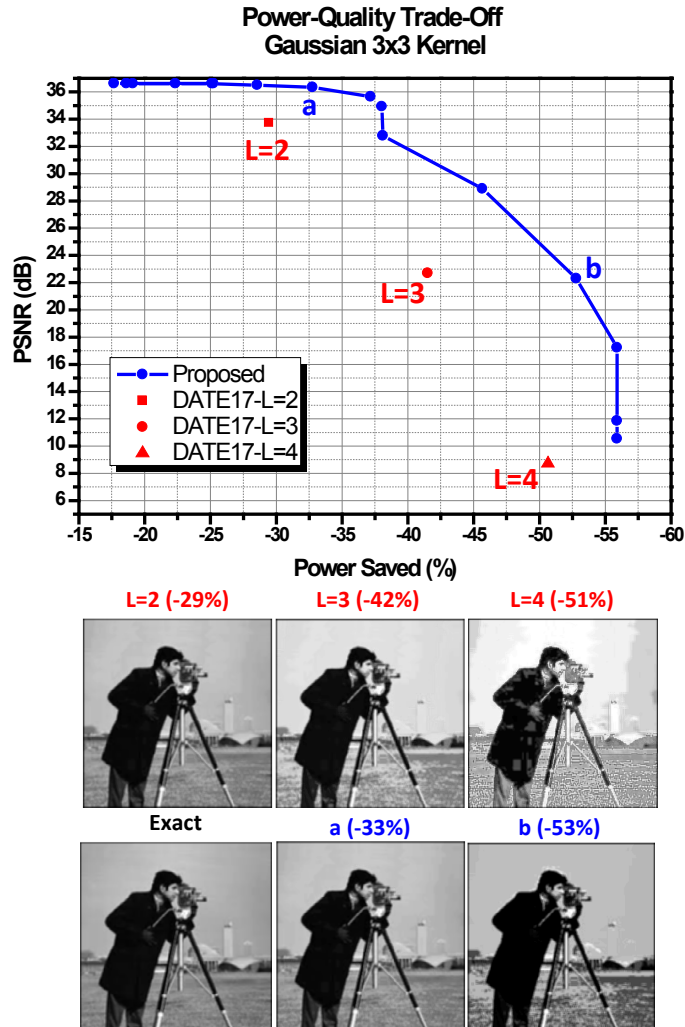 Power-Quality Trade-Off
Gaussian 3x3 Kernel
36
34
32
30
28
26
24
22
20
18
16
14
12
10
8
6
PSNR (dB)
a
L=2
b
L=3
L=4
Proposed
DATE17-L=2
DATE17-L=3
DATE17-L=4
-15 -20 -25 -30 -35 -40 -45 -50 -55 -60
Power Saved (%)
L=2 (-29%) L=3 (-42%) L=4 (-51%)
Exact a (-33%) b (-53%)